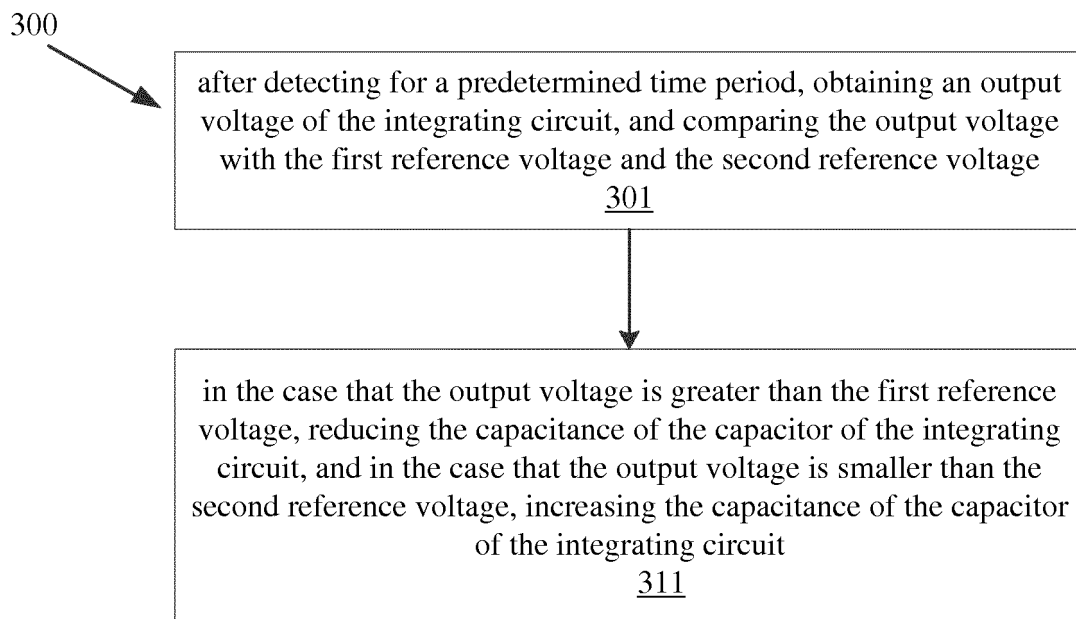 300
after detecting for a predetermined time period, obtaining an output
voltage of the integrating circuit, and comparing the output voltage
with the first reference voltage and the second reference voltage
301
in the case that the output voltage is greater than the first reference
voltage, reducing the capacitance of the capacitor of the integrating
circuit, and in the case that the output voltage is smaller than the
second reference voltage, increasing the capacitance of the capacitor
of the integrating circuit
311